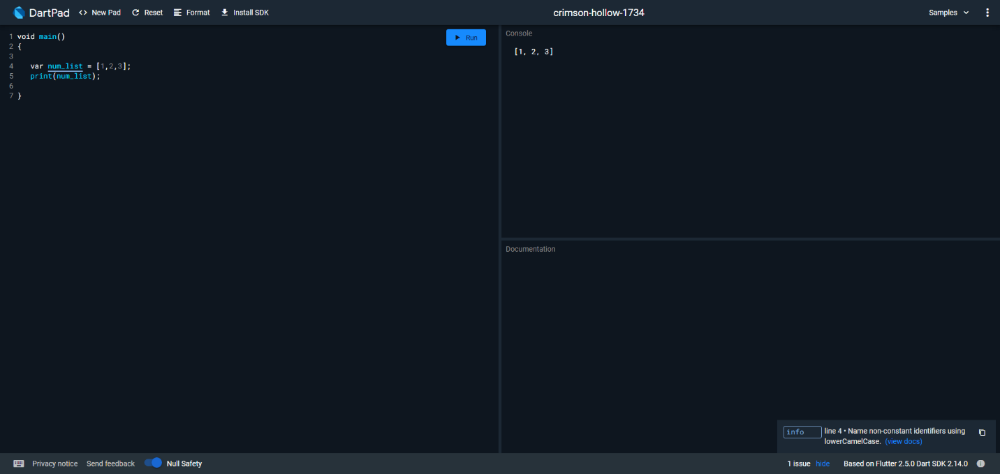 DartPad <> New Pad Reset Format Install SDK crimson-hollow-1734 Samples
1 void main()
2 {
3
4 var num_list = [1,2,3];
5 print(num_list);
6
7 }
Run
Console
[1, 2, 3]
Documentation
info line 4 • Name non-constant identifiers using
lowerCamelCase. (view docs)
Privacy notice Send feedback Null Safety 1 issue hide Based on Flutter 2.5.0 Dart SDK 2.14.0 i